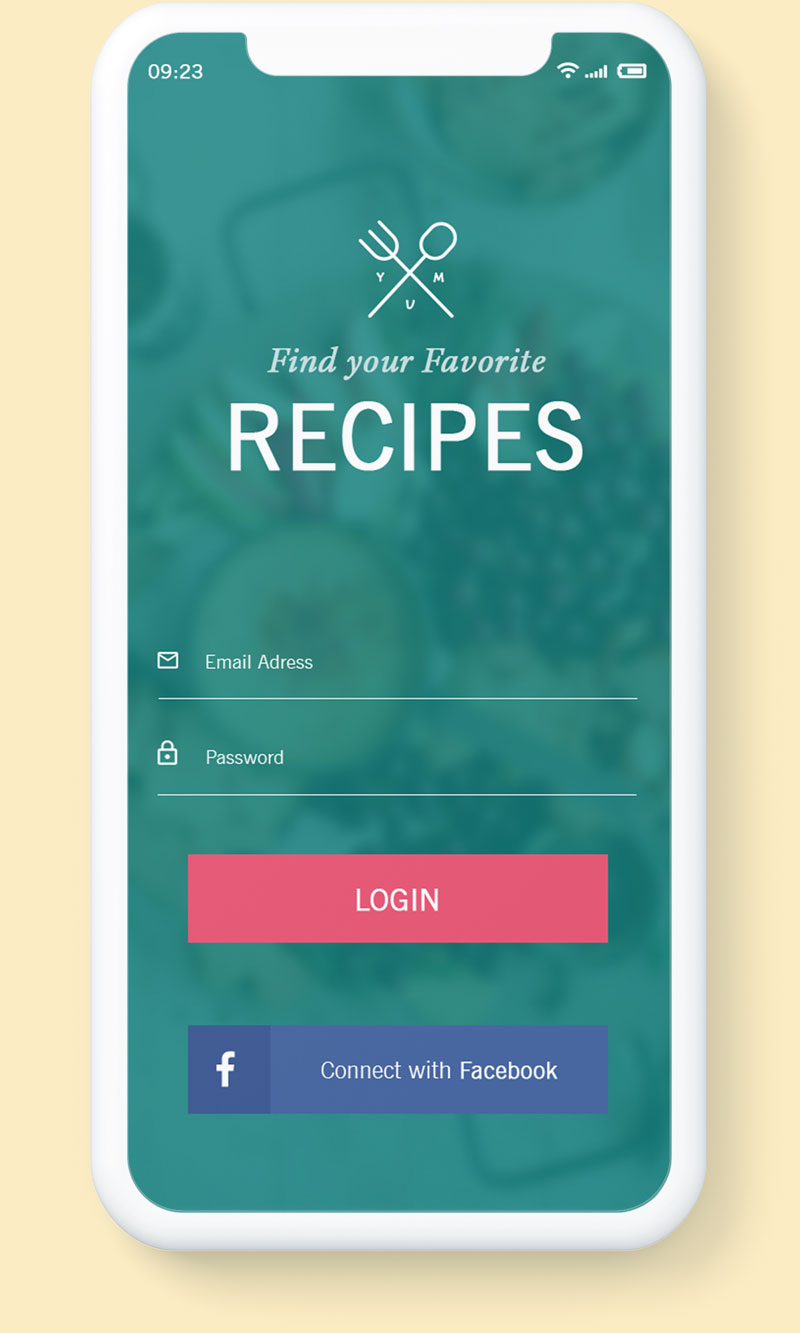 09:23
Y M
U
Find your Favorite
RECIPES
Email Adress
Password
LOGIN
f Connect with Facebook